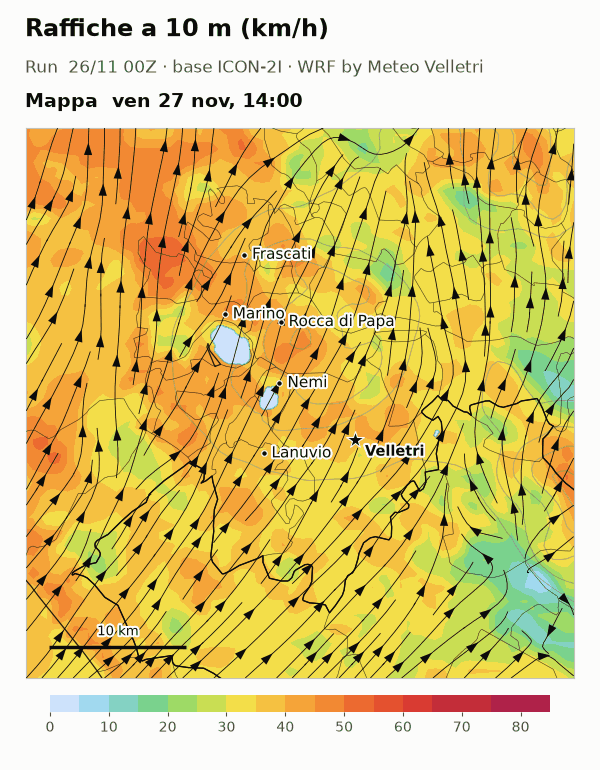 Raffiche a 10 m (km/h)
Run  26/11 00Z · base ICON-2I · WRF by Meteo Velletri
Mappa  ven 27 nov, 14:00
Frascati
Marino
Rocca di Papa
Nemi
Velletri
Lanuvio
10 km
0 10 20 30 40 50 60 70 80